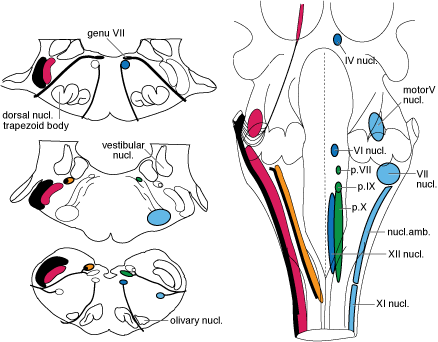 genu VII
dorsal nucl.
trapezoid body
vestibular
nucl.
olivary nucl.
IV nucl.
motorV
nucl.
VI nucl.
p.VII
VII
nucl.
p.IX
p.X
nucl.amb.
XII nucl.
XI nucl.